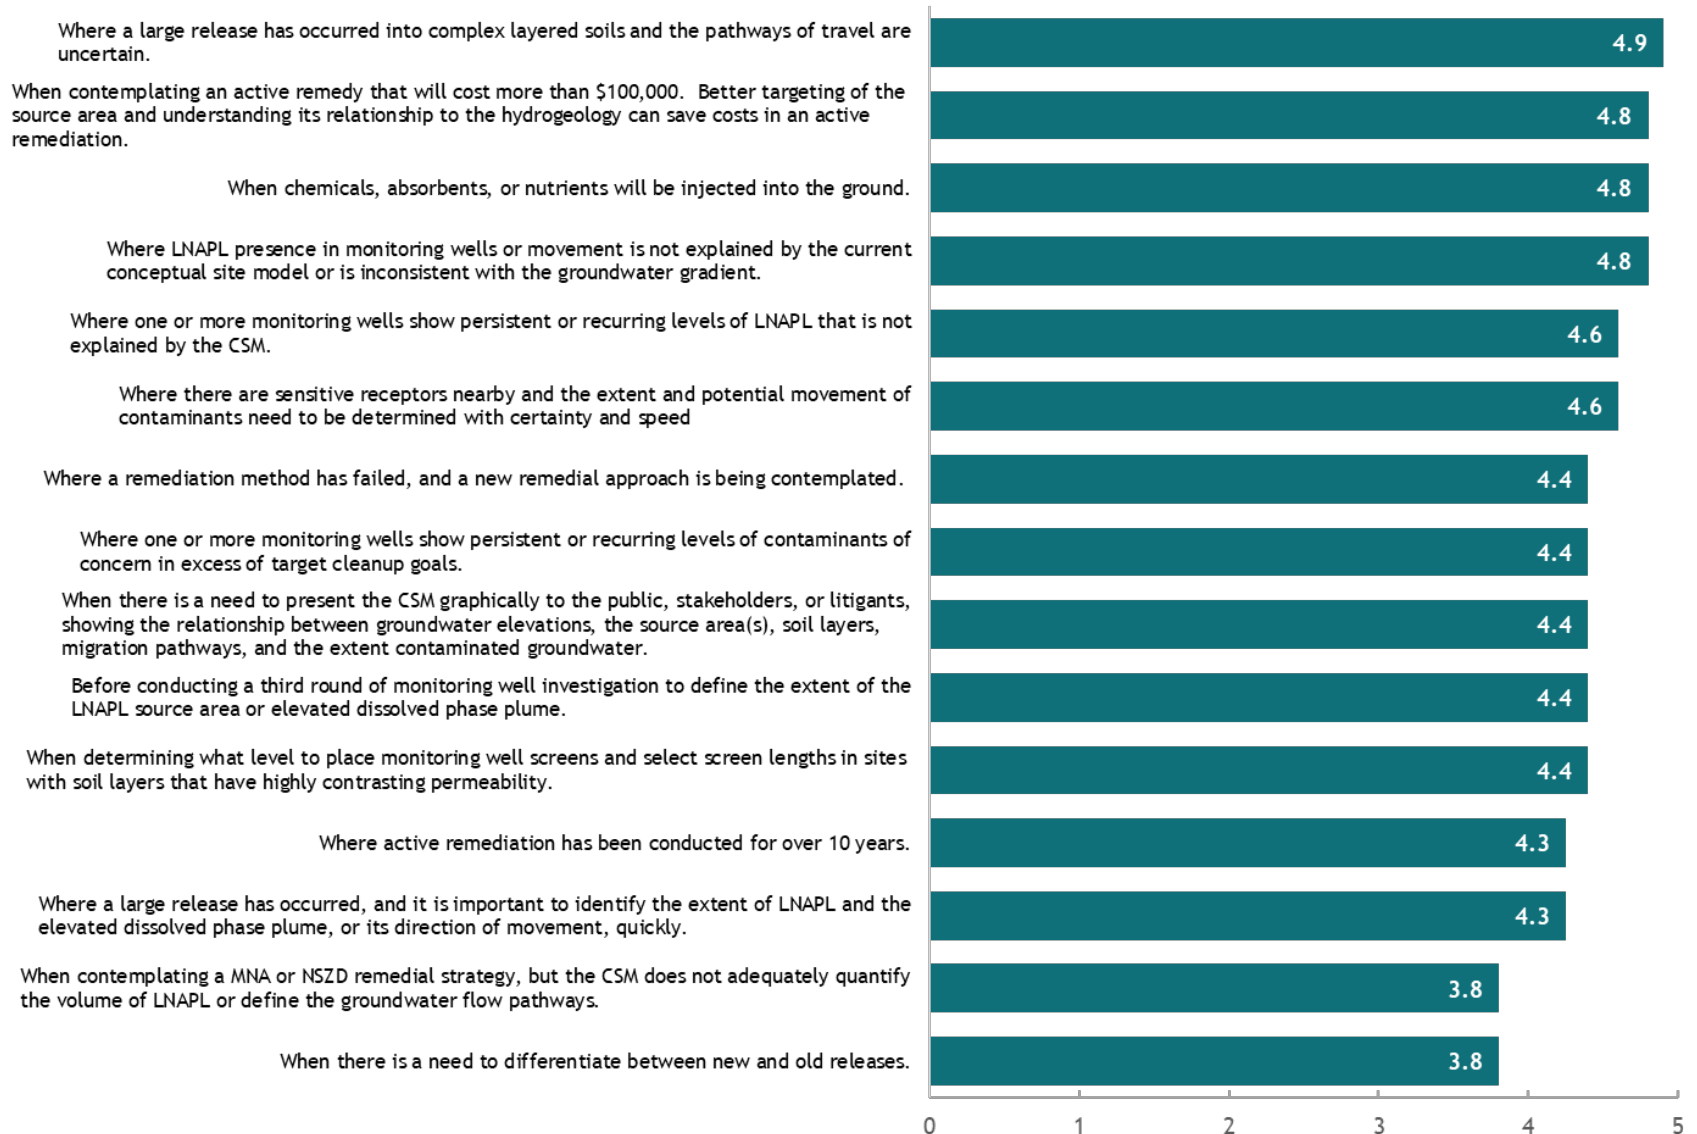 Where a large release has occurred into complex layered soils and the pathways of travel are
uncertain.
4.9
When contemplating an active remedy that will cost more than $100,000.  Better targeting of the
source area and understanding its relationship to the hydrogeology can save costs in an active
remediation.
4.8
When chemicals, absorbents, or nutrients will be injected into the ground.
4.8
Where LNAPL presence in monitoring wells or movement is not explained by the current
conceptual site model or is inconsistent with the groundwater gradient.
4.8
Where one or more monitoring wells show persistent or recurring levels of LNAPL that is not
explained by the CSM.
4.6
Where there are sensitive receptors nearby and the extent and potential movement of
contaminants need to be determined with certainty and speed
4.6
Where a remediation method has failed, and a new remedial approach is being contemplated.
4.4
Where one or more monitoring wells show persistent or recurring levels of contaminants of
concern in excess of target cleanup goals.
4.4
When there is a need to present the CSM graphically to the public, stakeholders, or litigants,
showing the relationship between groundwater elevations, the source area(s), soil layers,
migration pathways, and the extent contaminated groundwater.
4.4
Before conducting a third round of monitoring well investigation to define the extent of the
LNAPL source area or elevated dissolved phase plume.
4.4
When determining what level to place monitoring well screens and select screen lengths in sites
with soil layers that have highly contrasting permeability.
4.4
Where active remediation has been conducted for over 10 years.
4.3
Where a large release has occurred, and it is important to identify the extent of LNAPL and the
elevated dissolved phase plume, or its direction of movement, quickly.
4.3
When contemplating a MNA or NSZD remedial strategy, but the CSM does not adequately quantify
the volume of LNAPL or define the groundwater flow pathways.
3.8
When there is a need to differentiate between new and old releases.
3.8
0 1 2 3 4 5